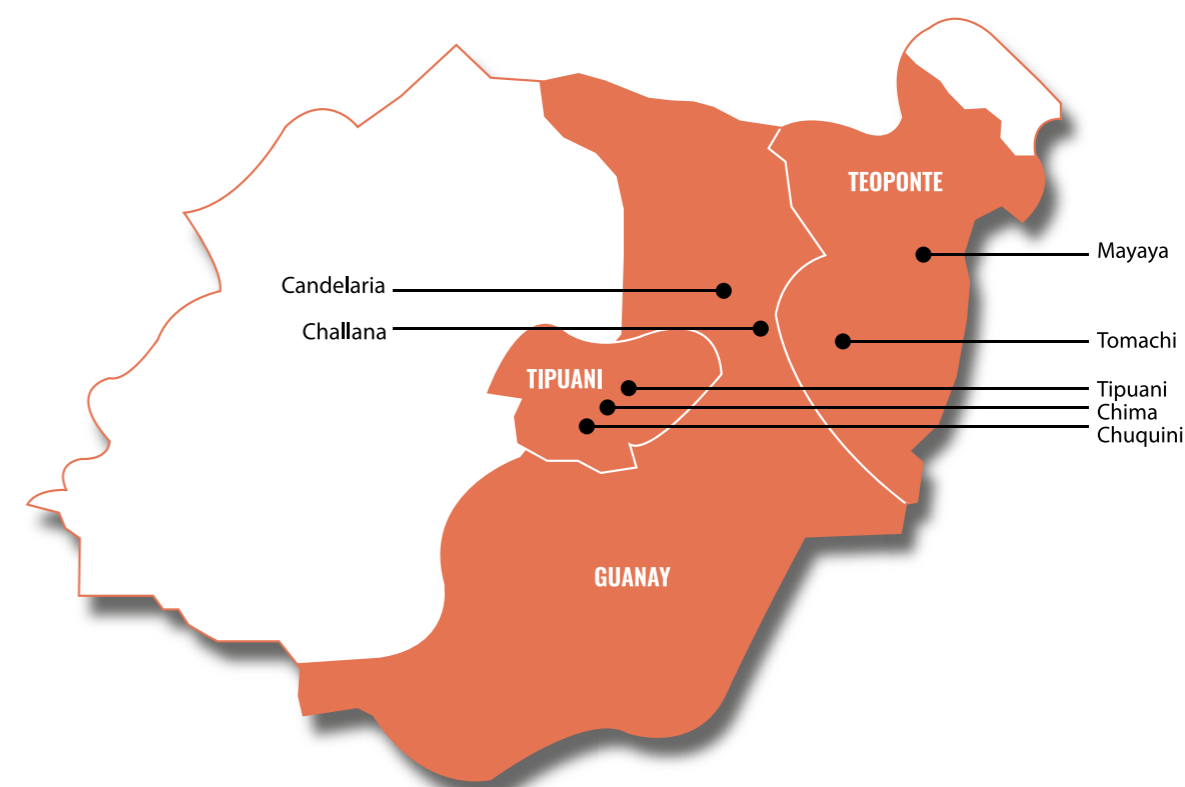 TEOPONTE
Mayaya
Candelaria
Challana
Tomachi
TIPUANI
Tipuani
Chima
Chuquini
GUANAY